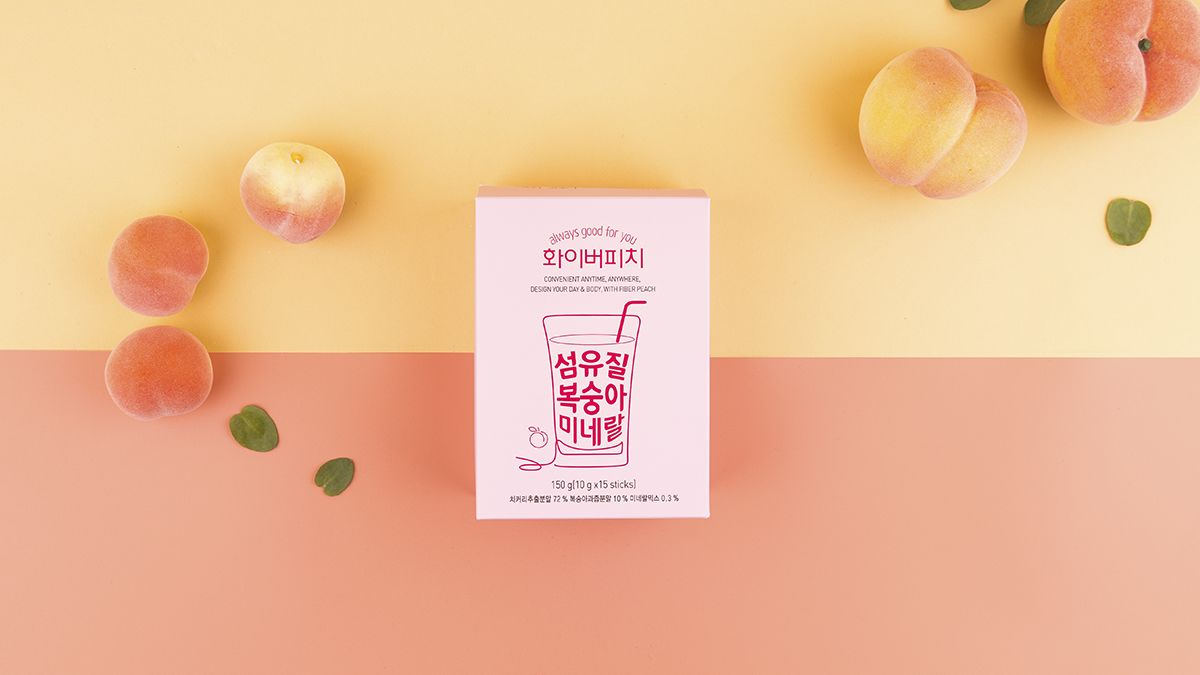 always good for you
화이버피치
CONVENIENT ANYTIME, ANYWHERE,
DESIGN YOUR DAY & BODY, WITH FIBER PEACH
섬유질
복숭아
미네랄
150 g(10 g x15 sticks)
치커리추출분말 72 % 복숭아과즙분말 10 % 미네랄믹스 0.3 %